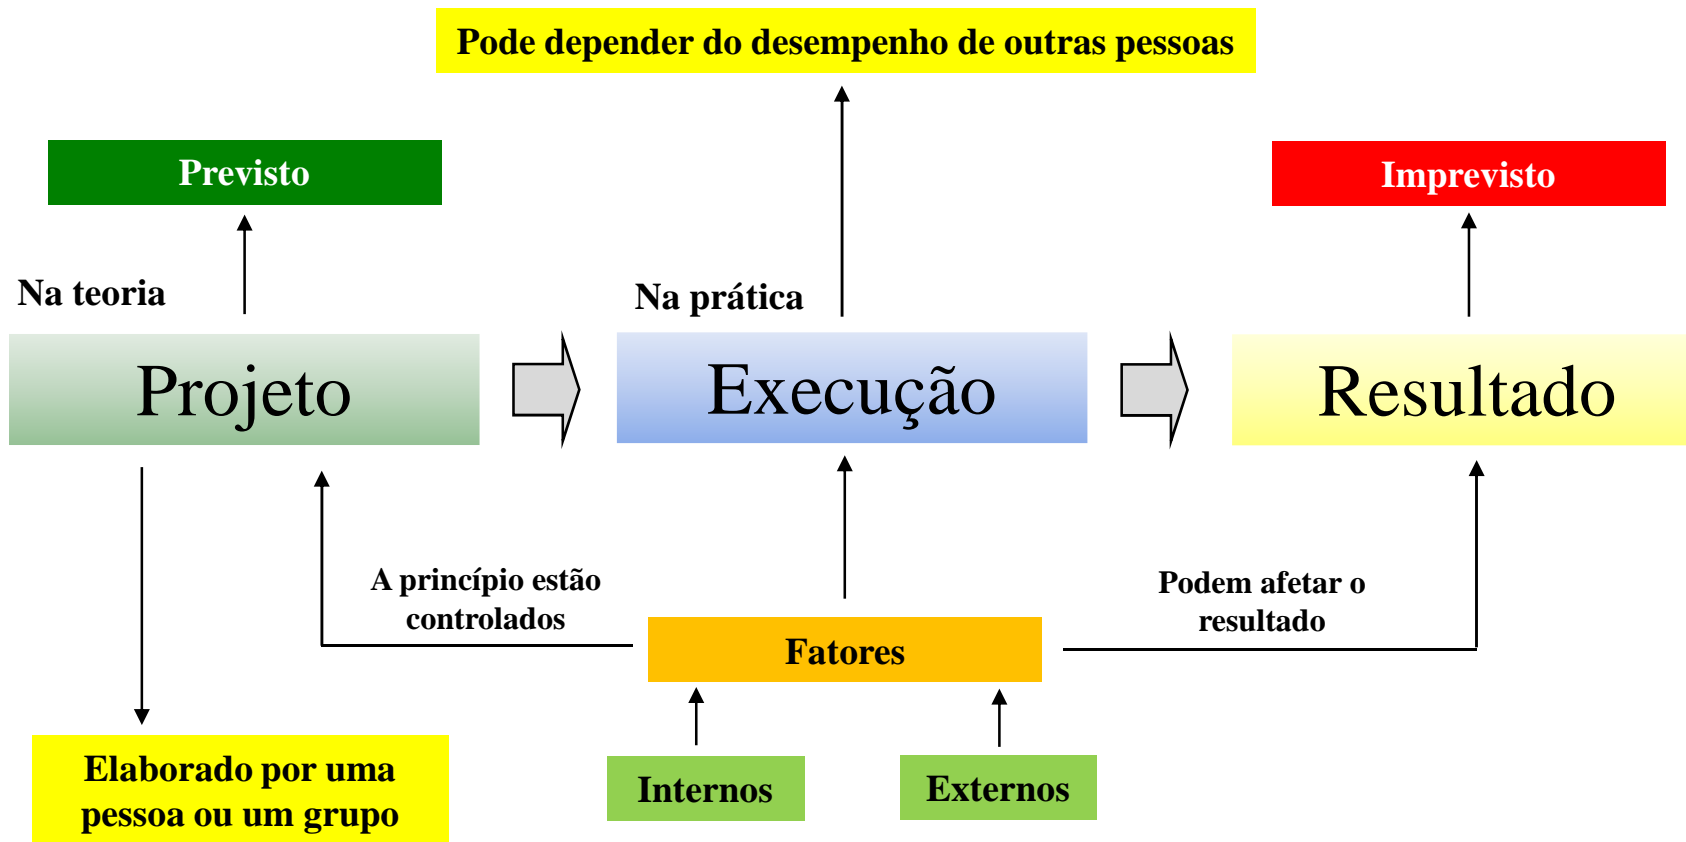 Pode depender do desempenho de outras pessoas
Previsto
Imprevisto
Na teoria
Na prática
Projeto
Execução
Resultado
A princípio estão
controlados
Podem afetar o
resultado
Fatores
Elaborado por uma
pessoa ou um grupo
Internos
Externos